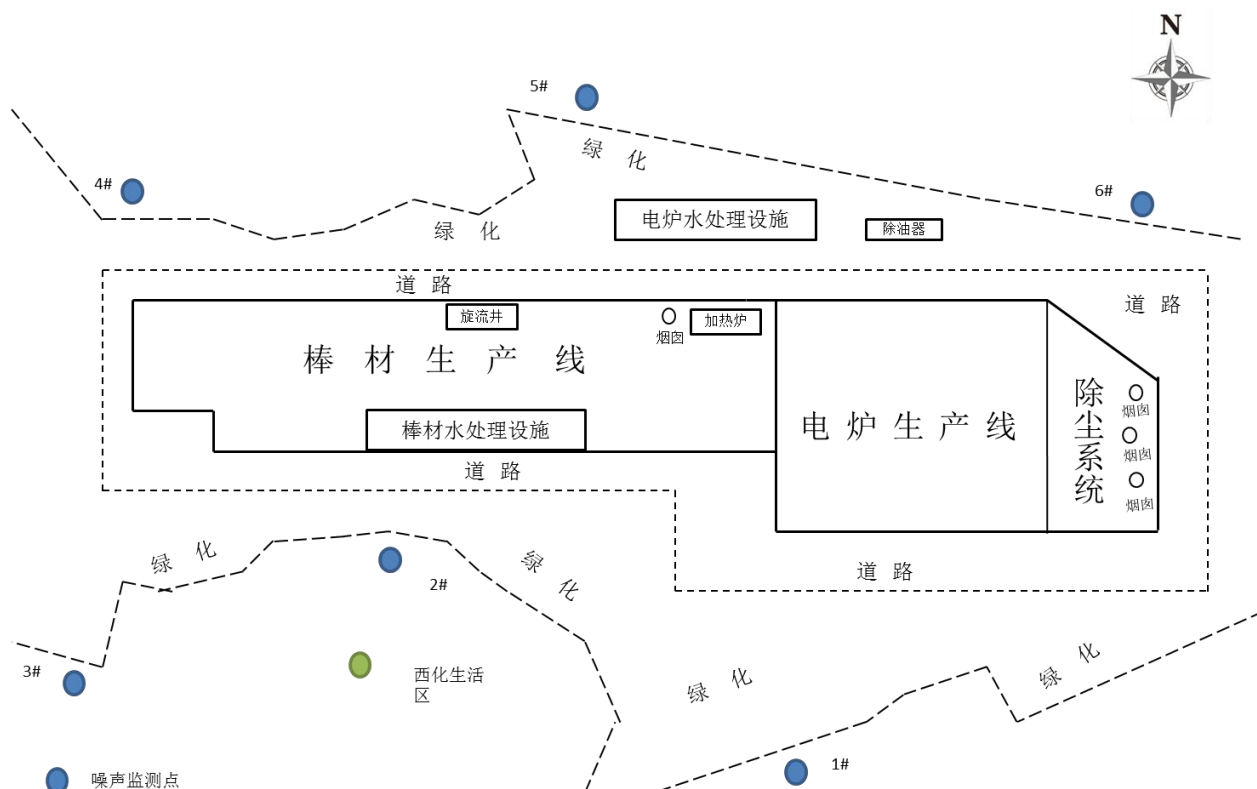 N
5#
绿 化
4#
6#
电炉水处理设施
除油器
绿 化
道 路
道 路
旋流井
烟囱
加热炉
棒 材 生 产 线
电 炉 生 产 线
除尘系统
烟囱
烟囱
烟囱
棒材水处理设施
道 路
绿 化
绿 化
道 路
2#
3#
西化生活
区
绿 化
绿 化
1#
噪声监测点